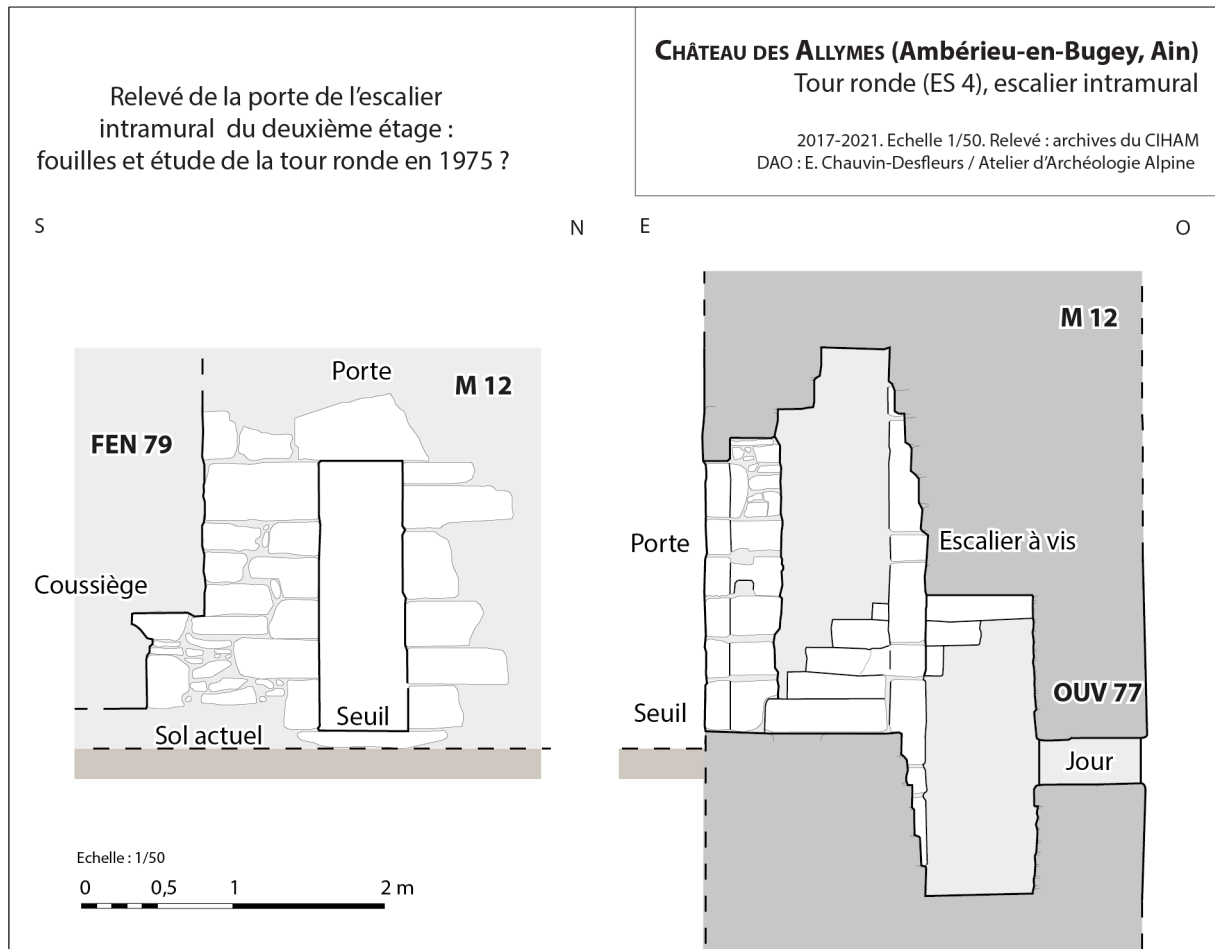 Relevé de la porte de l’escalier
intramural du deuxième étage :
fouilles et étude de la tour ronde en 1975 ?
CHÂTEAU DES ALLYMES (Ambérieu-en-Bugey, Ain)
Tour ronde (ES 4), escalier intramural
2017-2021. Echelle 1/50. Relevé : archives du CIHAM
DAO : E. Chauvin-Desfleurs / Atelier d’Archéologie Alpine
S
N
E
O
Porte
M 12
FEN 79
Coussiège
Seuil
Sol actuel
Echelle : 1/50
0 0,5 1 2 m
M 12
Porte
Escalier à vis
Seuil
OUV 77
Jour